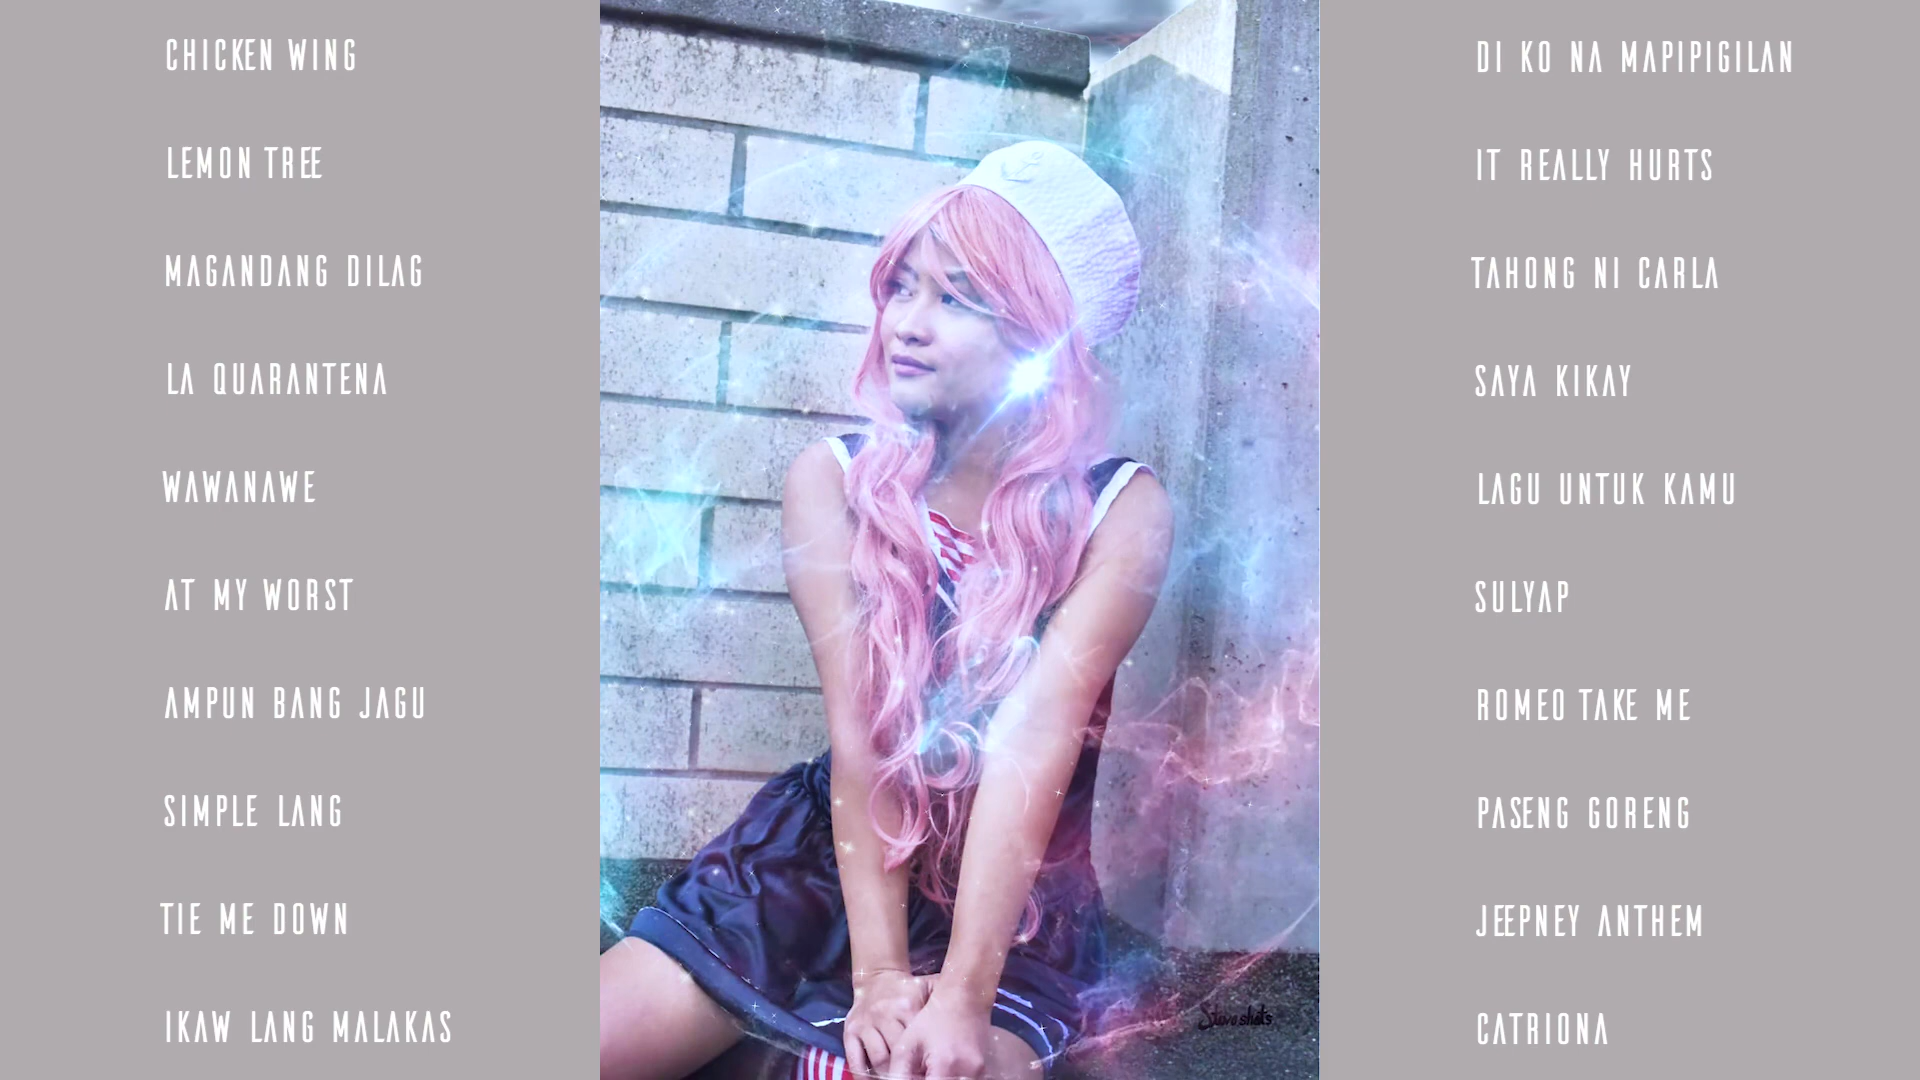 CHICKEN WING
LEMON TREE
MAGANDANG DILAG
LA QUARANTENA
WAWANAWE
AT MY WORST
AMPUN BANG JAGU
SIMPLE LANG
TIE ME DOWN
IKAW LANG MALAKAS
DI KO NA MAPIPIGILAN
IT REALLY HURTS
TAHONG NI CARLA
SAYA KIKAY
LAGU UNTUK KAMU
SULYAP
ROMEO TAKE ME
PASENG GORENG
JEEPNEY ANTHEM
CATRIONA
Steveshots